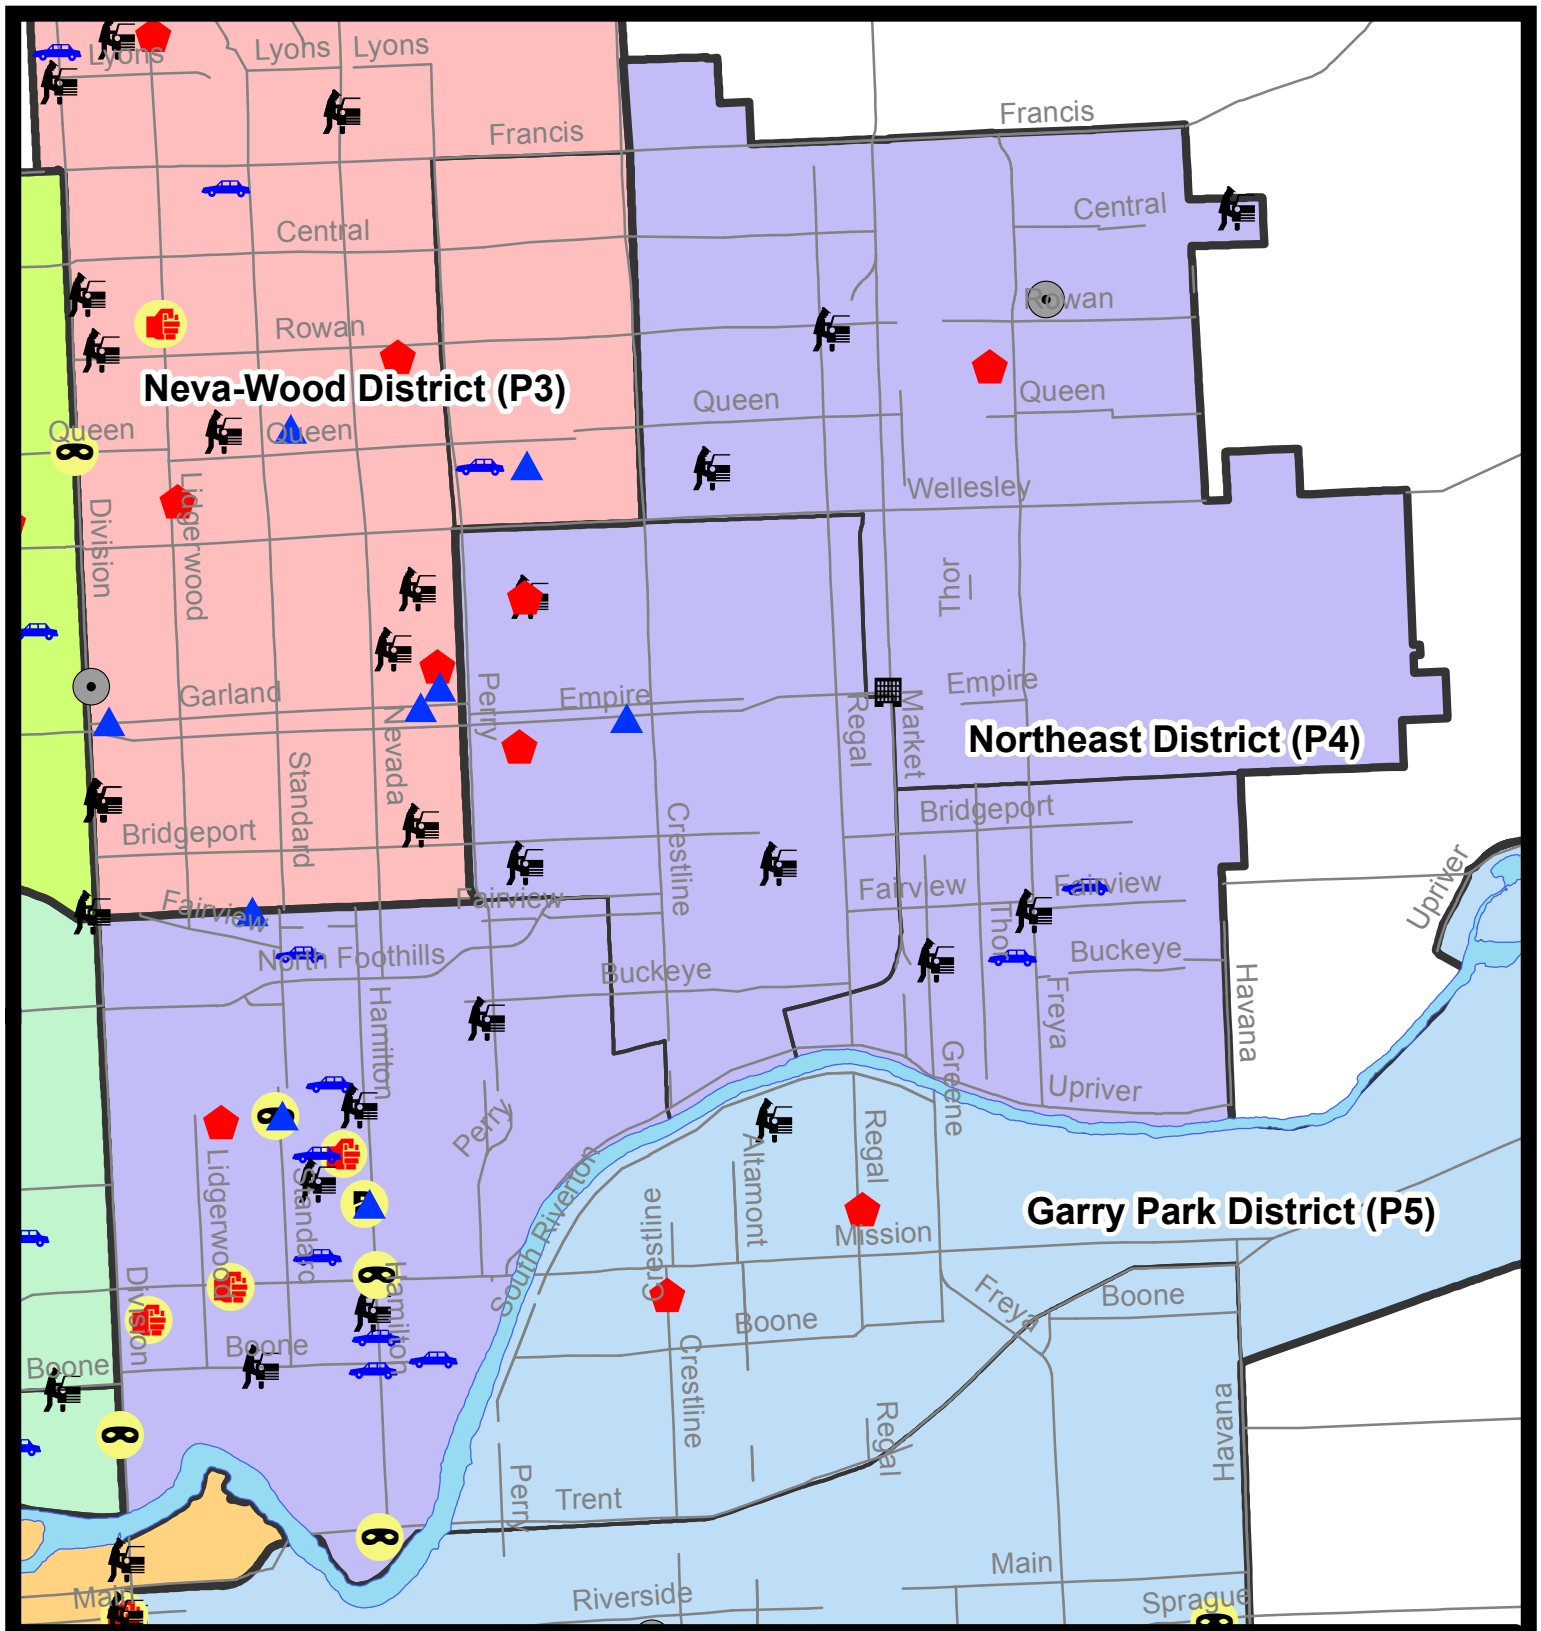 Lyons
Lyons
Lyons
Francis
Francis
Central
Central
Rowan
Rowan
Neva-Wood District (P3)
Queen
Queen
Queen
Queen
Wellesley
Division
Lidgerwood
Thor
Garland
Empire
Empire
Perry
Nevada
Regal
Market
Northeast District (P4)
Standard
Bridgeport
Bridgeport
Crestline
Fairview
Fairview
Fairview
Fairview
Upriver
Thor
North Foothills
Buckeye
Buckeye
Havana
Hamilton
Freya
Greene
Upriver
Perry
Altamont
Regal
Lidgerwood
Standard
South Riverton
Crestline
Garry Park District (P5)
Mission
Division
Hamilton
Freya
Boone
Boone
Boone
Boone
Crestline
Regal
Havana
Perry
Trent
Main
Main
Riverside
Sprague